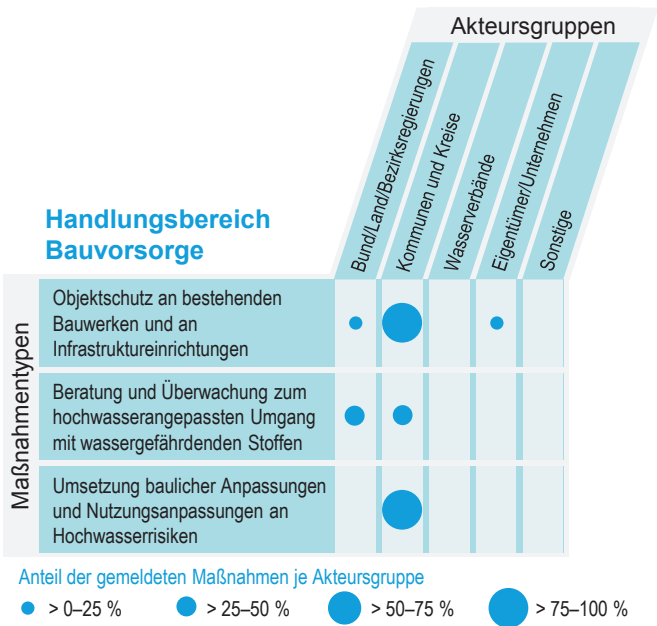 Akteursgruppen
Bund/Land/Bezirksregierungen
Kommunen und Kreise
Wasserverbände
Eigentümer/Unternehmen
Sonstige
Handlungsbereich
Bauvorsorge
Maßnahmentypen
Objektschutz an bestehenden
Bauwerken und an
Infrastruktureinrichtungen
Beratung und Überwachung zum
hochwasserangepassten Umgang
mit wassergefährdenden Stoffen
Umsetzung baulicher Anpassungen
und Nutzungsanpassungen an
Hochwasserrisiken
Anteil der gemeldeten Maßnahmen je Akteursgruppe
> 0–25 % > 25–50 % > 50–75 % > 75–100 %